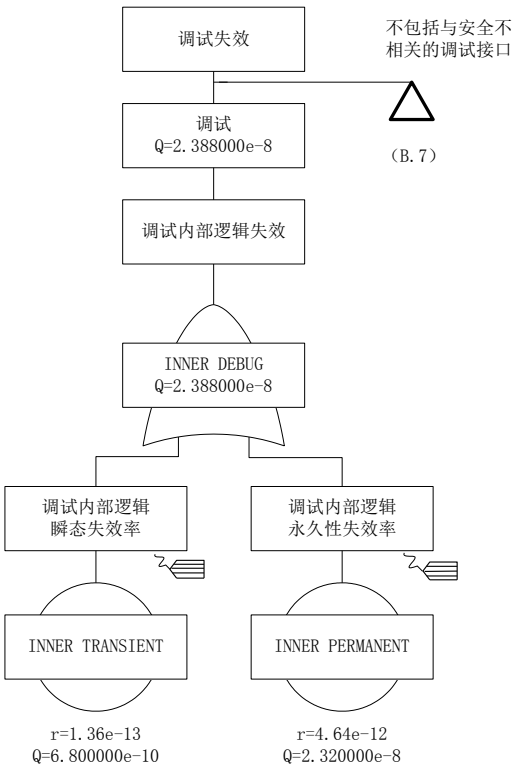 调试失效
不包括与安全不
相关的调试接口
调试
Q=2.388000e-8
(B.7)
调试内部逻辑失效
INNER DEBUG
Q=2.388000e-8
调试内部逻辑
瞬态失效率
调试内部逻辑
永久性失效率
INNER TRANSIENT
INNER PERMANENT
r=1.36e-13
Q=6.800000e-10
r=4.64e-12
Q=2.320000e-8